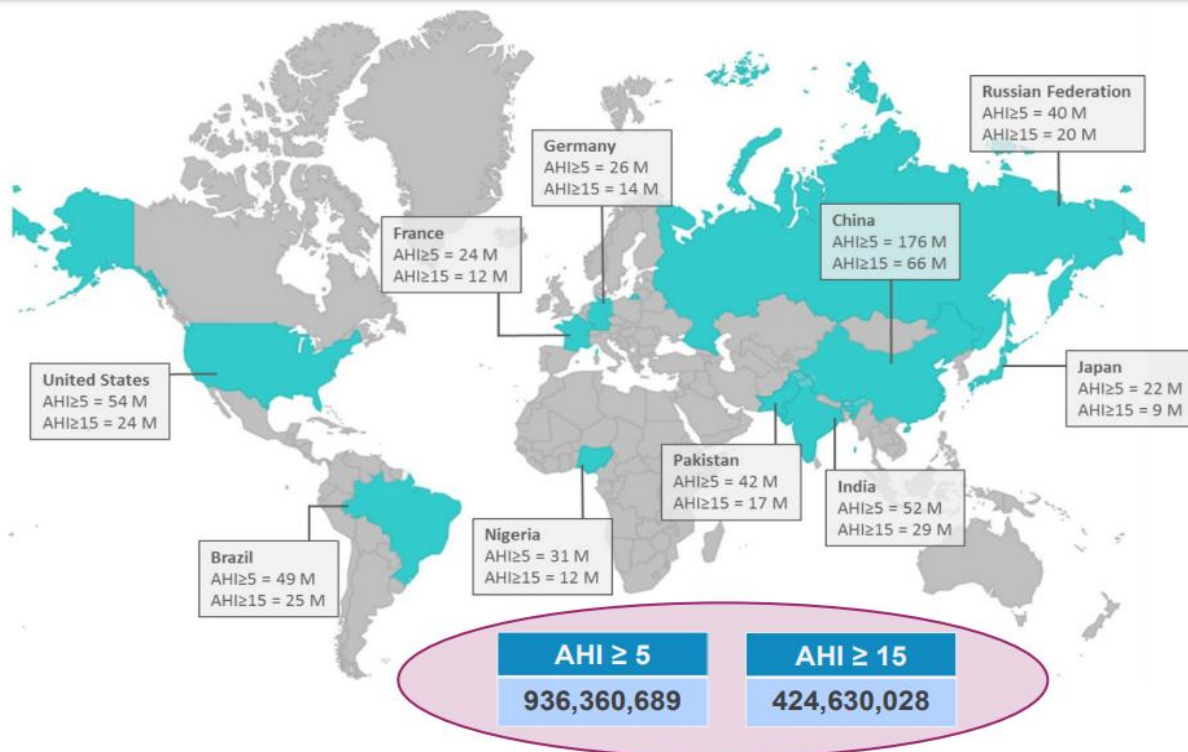 Russian Federation
AHI≥5 = 40 M
AHI≥15 = 20 M
Germany
AHI≥5 = 26 M
AHI≥15 = 14 M
France
AHI≥5 = 24 M
AHI≥15 = 12 M
China
AHI≥5 = 176 M
AHI≥15 = 66 M
United States
AHI≥5 = 54 M
AHI≥15 = 24 M
Japan
AHI≥5 = 22 M
AHI≥15 = 9 M
Pakistan
AHI≥5 = 42 M
AHI≥15 = 17 M
India
AHI≥5 = 52 M
AHI≥15 = 29 M
Nigeria
AHI≥5 = 31 M
AHI≥15 = 12 M
Brazil
AHI≥5 = 49 M
AHI≥15 = 25 M
AHI ≥ 5
936,360,689
AHI ≥ 15
424,630,028